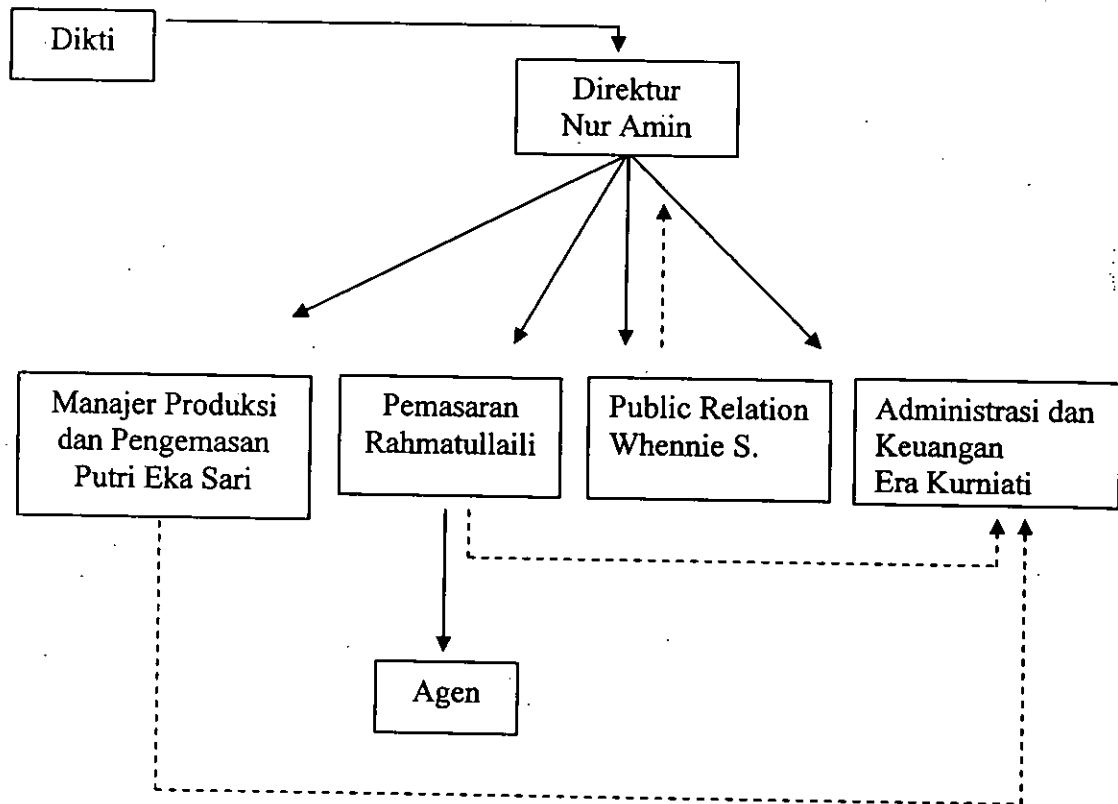 Dikti
Direktur
Nur Amin
Manajer Produksi
dan Pengemasan
Putri Eka Sari
Pemasaran
Rahmatullaili
Public Relation
Whennie S.
Administrasi dan
Keuangan
Era Kurniati
Agen